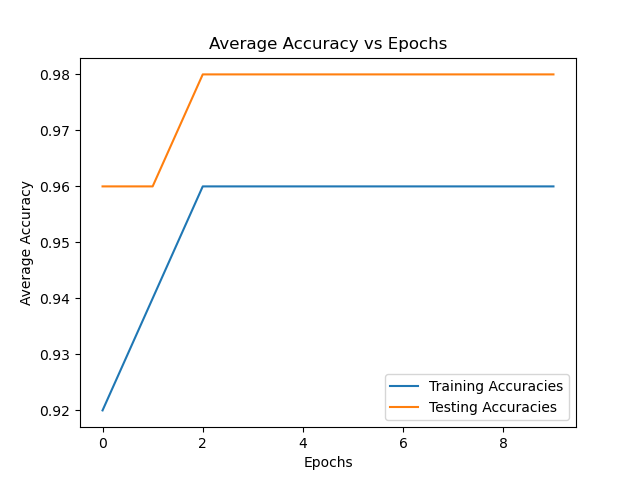 Average Accuracy vs Epochs
0.98
0.97
0.96
0.95
0.94
0.93
0.92
Average Accuracy
0 2 4 6 8
Epochs
Training Accuracies
Testing Accuracies